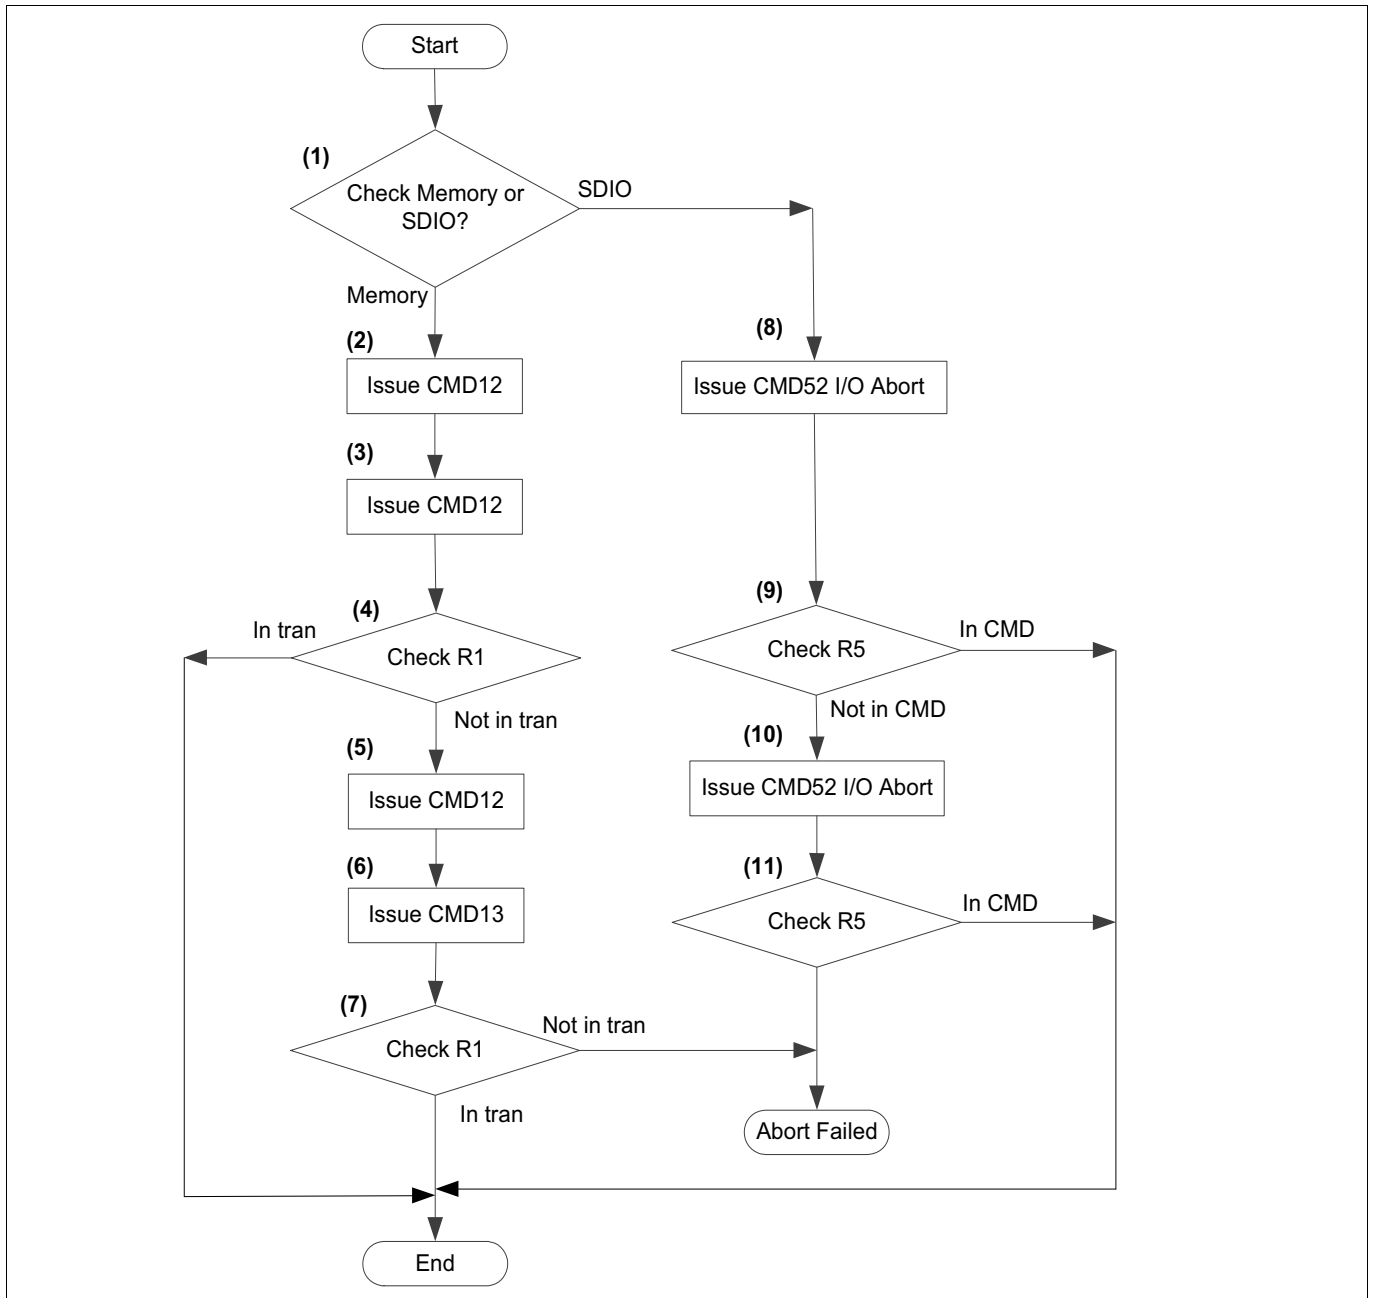 Start
(1)
Check Memory or
SDIO?
SDIO
Memory
(2)
Issue CMD12
(8)
Issue CMD52 I/O Abort
(3)
Issue CMD12
(4)
In tran
Check R1
Not in tran
(9)
Check R5
In CMD
Not in CMD
(5)
Issue CMD12
(10)
Issue CMD52 I/O Abort
(6)
Issue CMD13
(11)
Check R5
In CMD
(7)
Check R1
Not in tran
In tran
Abort Failed
End